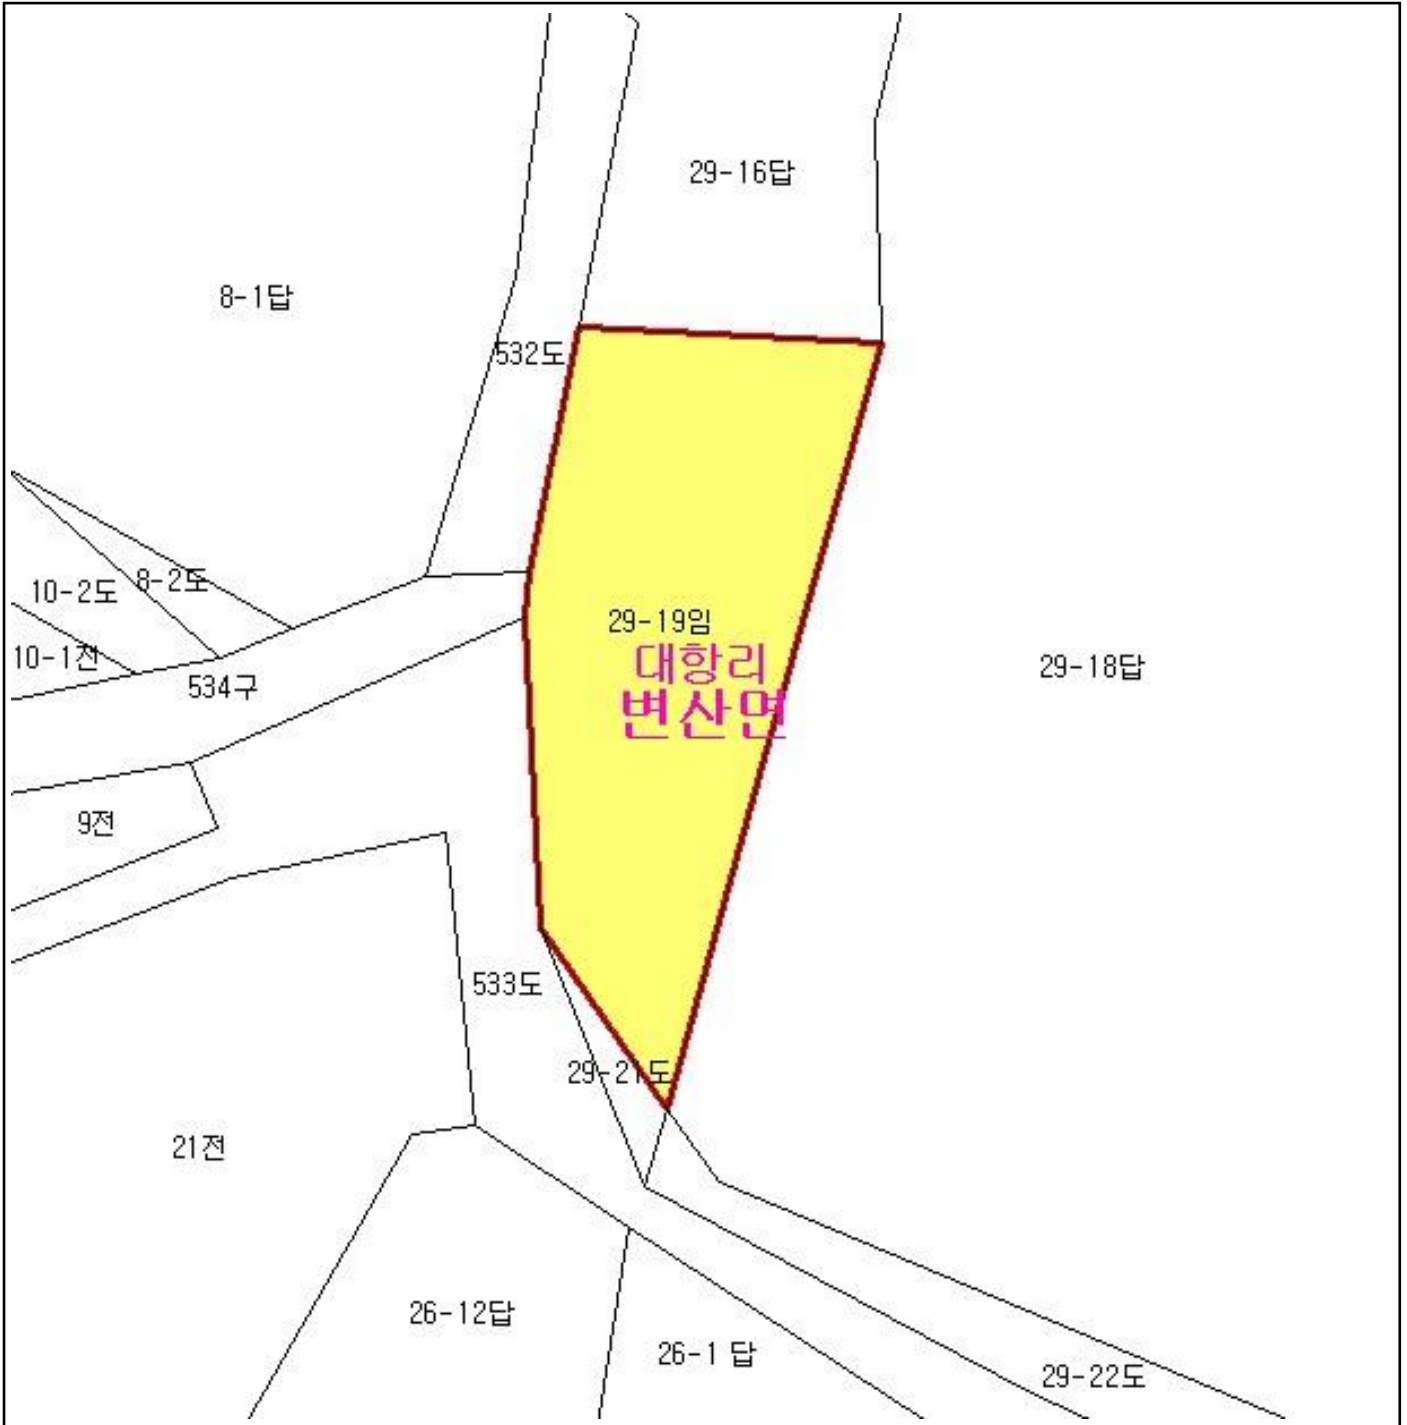 29-16답
8-1답
532도
10-2도
8-2도
29-19임
10-1전
대항리
29-18답
534구
변산면
9전
533도
29-21도
21전
26-12답
26-1 답
29-22도